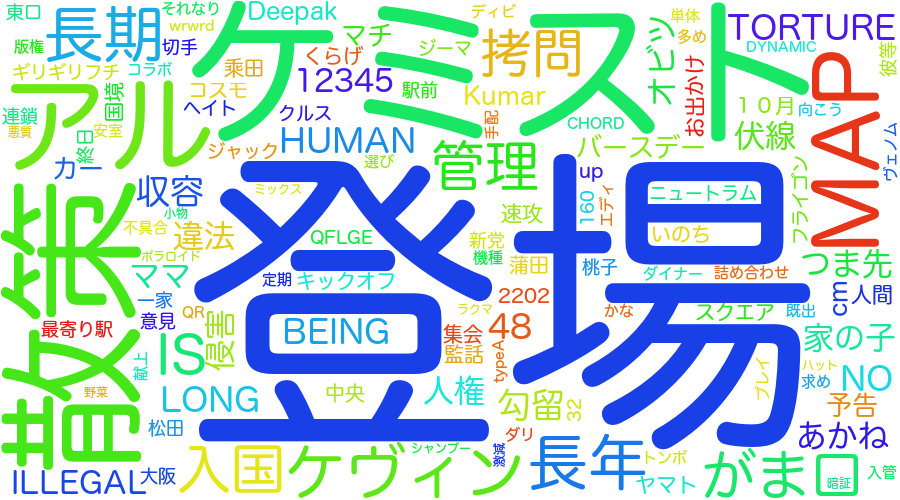 東口
長期
それなり
wrwrd
Deepak
ケミスト
ディビ
単体
多め
TORTURE
DYNAMIC
彼等
版権
切手
マチ
ジーマ
拷問
オビツ
MAP
ギリギリフチ
コラボ
乗田
くらげ
12345
駅前
Kumar
お出かけ
10月
向こう
連鎖
悪質
アル
国境
安室
コスモ
ヘイト
クルス
手配
CHORD
伏線
ヴェノム
終日
カー
ジャック
HUMAN
管理
バースデー
フライゴン
散策
収容
選び
ミックス
登場
up
160
エディ
ニュートラム
小物
不具合
違法
速攻
いのち
ポラロイド
QFLGE
新党
機種
ママ
定期
キックオフ
蒲田
桃子
ダイナー
詰め合わせ
つま先
一家
2202
cm
人間
最寄り駅
意見
QR
ラクマ
かな
スクエア
既出
IS
侵害
BEING
集会
監話
48
家の子
献上
typeA
プレイ
ハット
求め
NO
野菜
LONG
中央
人権
勾留
32
予告
松田
ダリ
あかね
シャンプー
ILLEGAL
大阪
入国
ケヴィン
長年
トンボ
ヤマト
がま口
暗証
入管